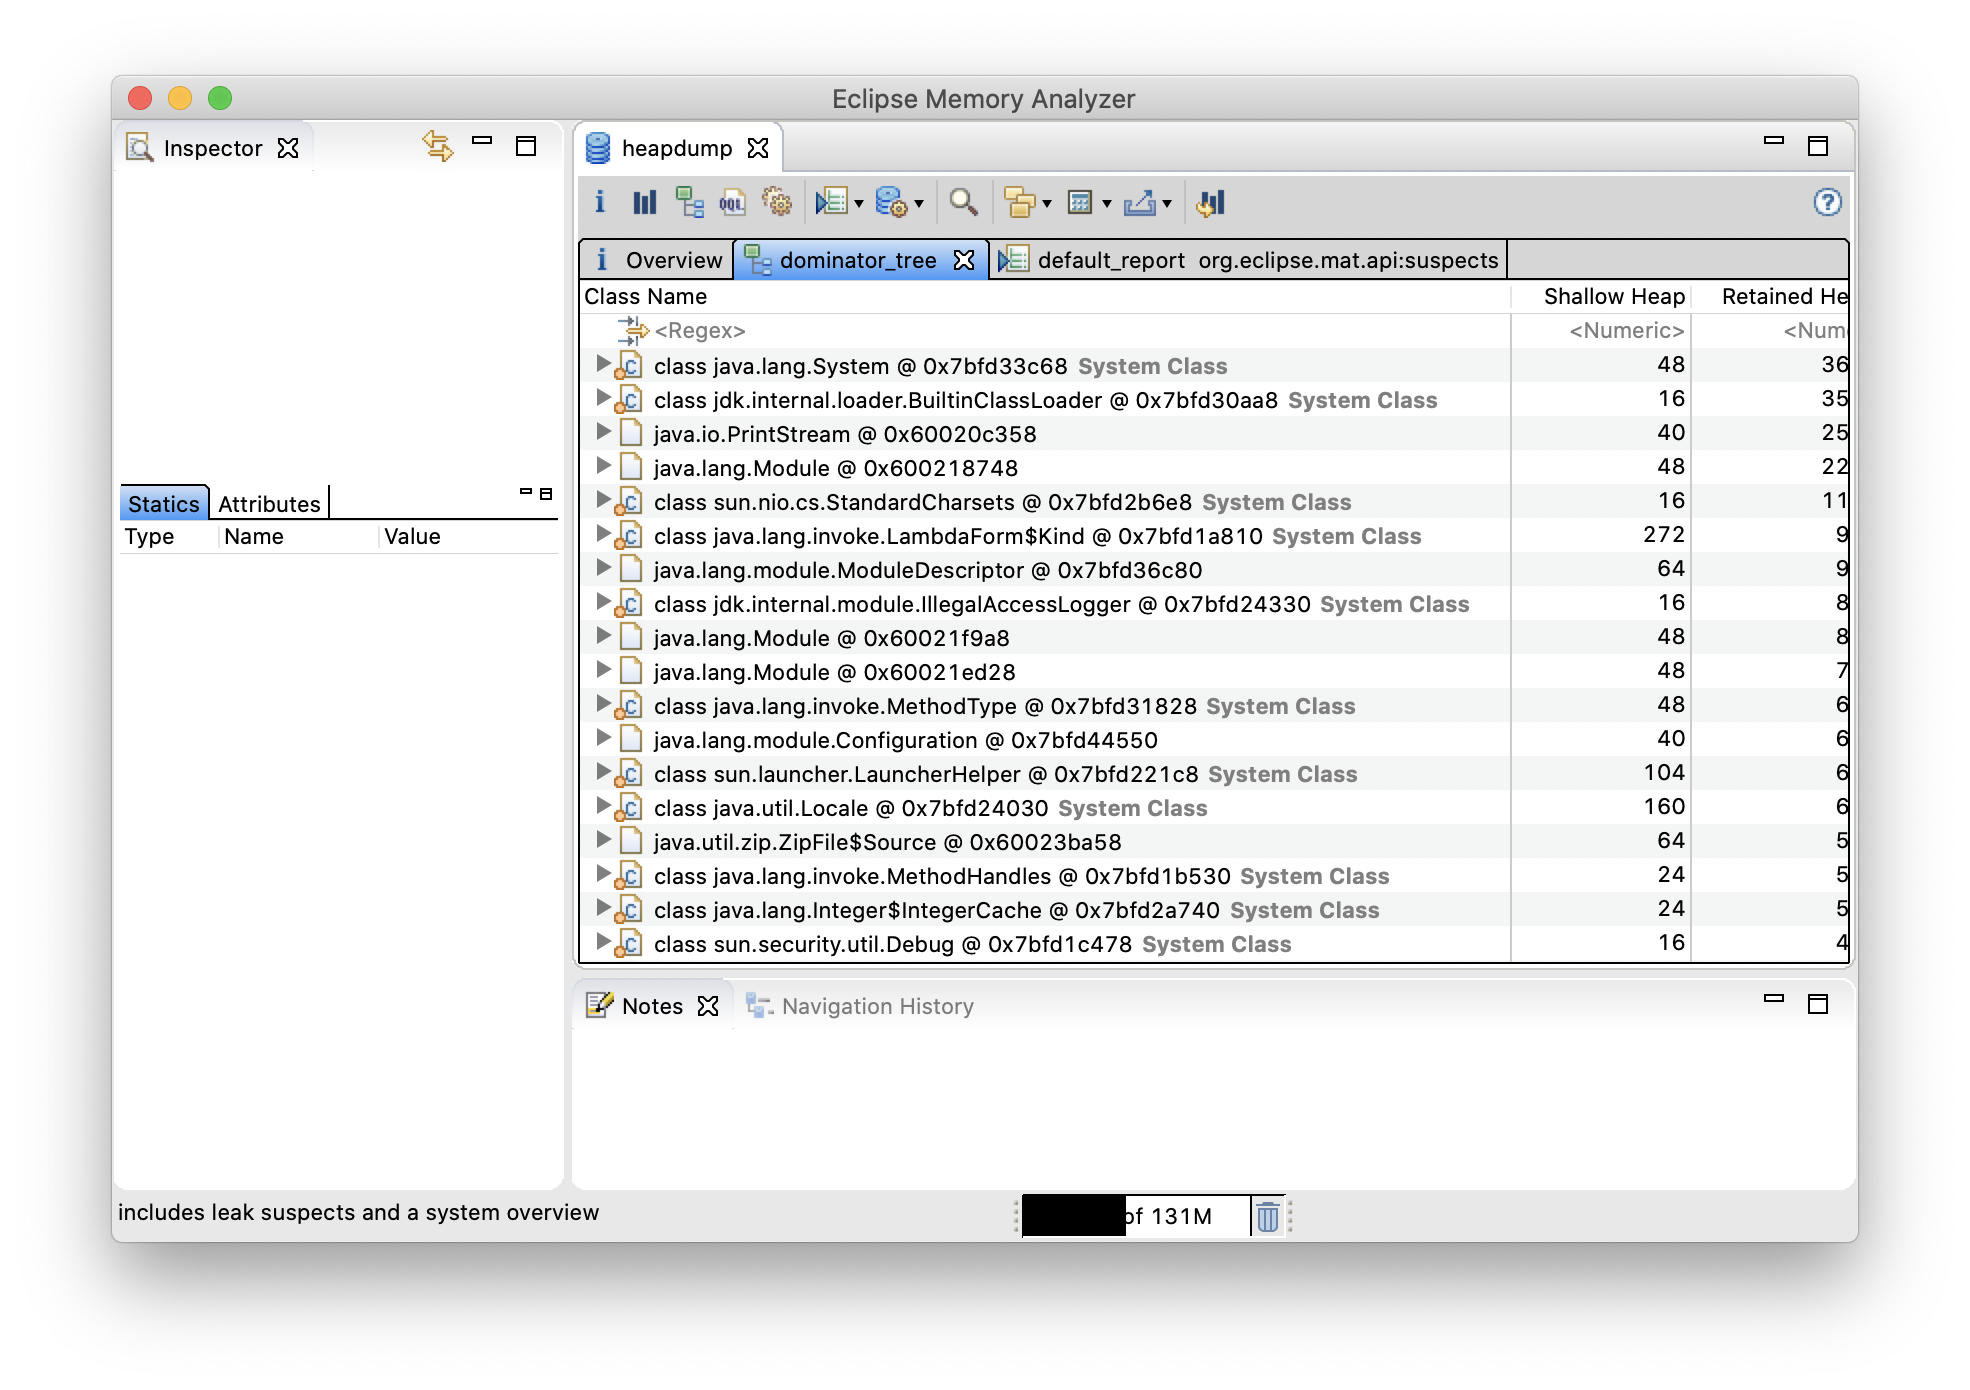 Eclipse Memory Analyzer
Inspector
heapdump
i OQL ?
i Overview dominator_tree default_report org.eclipse.mat.api:suspects
Class Name Shallow Heap Retained He
<Regex> <Numeric> <Num
class java.lang.System @ 0x7bfd33c68 System Class 48 36
class jdk.internal.loader.BuiltinClassLoader @ 0x7bfd30aa8 System Class 16 35
java.io.PrintStream @ 0x60020c358 40 25
java.lang.Module @ 0x600218748 48 22
class sun.nio.cs.StandardCharsets @ 0x7bfd2b6e8 System Class 16 11
class java.lang.invoke.LambdaForm$Kind @ 0x7bfd1a810 System Class 272 9
java.lang.module.ModuleDescriptor @ 0x7bfd36c80 64 9
class jdk.internal.module.IllegalAccessLogger @ 0x7bfd24330 System Class 16 8
java.lang.Module @ 0x60021f9a8 48 8
java.lang.Module @ 0x60021ed28 48 7
class java.lang.invoke.MethodType @ 0x7bfd31828 System Class 48 6
java.lang.module.Configuration @ 0x7bfd44550 40 6
class sun.launcher.LauncherHelper @ 0x7bfd221c8 System Class 104 6
class java.util.Locale @ 0x7bfd24030 System Class 160 6
java.util.zip.ZipFile$Source @ 0x60023ba58 64 5
class java.lang.invoke.MethodHandles @ 0x7bfd1b530 System Class 24 5
class java.lang.Integer$IntegerCache @ 0x7bfd2a740 System Class 24 5
class sun.security.util.Debug @ 0x7bfd1c478 System Class 16 4
Statics Attributes
Type Name Value
Notes Navigation History
includes leak suspects and a system overview
of 131M